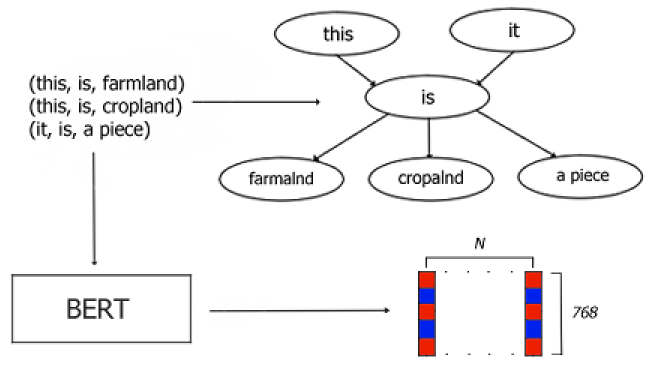 this
it
(this, is, farmland)
(this, is, cropland)
(it, is, a piece)
is
farmalnd
cropalnd
a piece
N
BERT
768